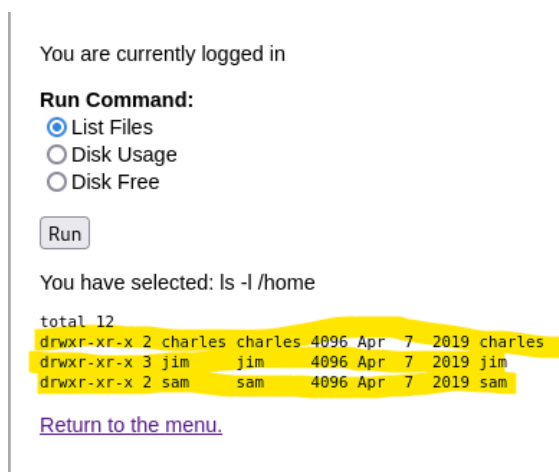 You are currently logged in
Run Command:
List Files
Disk Usage
Disk Free
Run
You have selected: ls -l /home
total 12
drwxr-xr-x 2 charles charles 4096 Apr  7  2019 charles
drwxr-xr-x 3 jim     jim     4096 Apr  7  2019 jim
drwxr-xr-x 2 sam     sam     4096 Apr  7  2019 sam
Return to the menu.